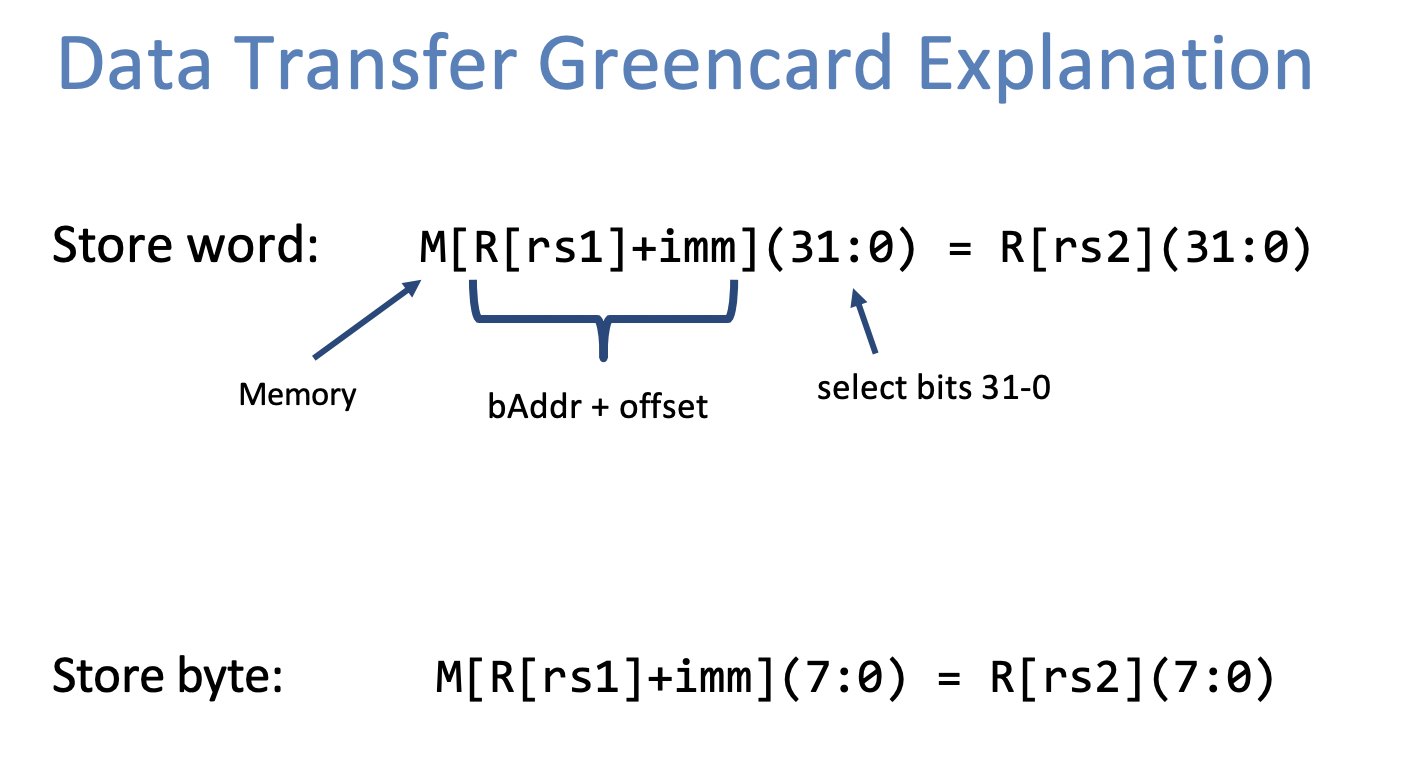 Data Transfer Greencard Explanation
Store word: M[R[rs1]+imm](31:0) = R[rs2](31:0)
Memory bAddr + offset select bits 31-0
Store byte: M[R[rs1]+imm](7:0) = R[rs2](7:0)